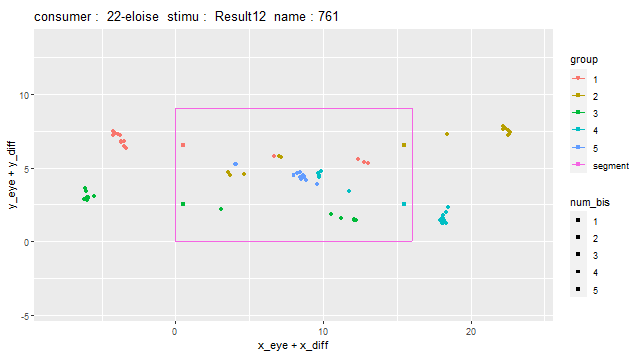 consumer :  22-eloise  stimu :  Result12  name : 761
group
1
2
3
4
5
segment
num_bis
1
2
3
4
5
y_eye + y_diff
10
5
0
-5
0
10
20
x_eye + x_diff